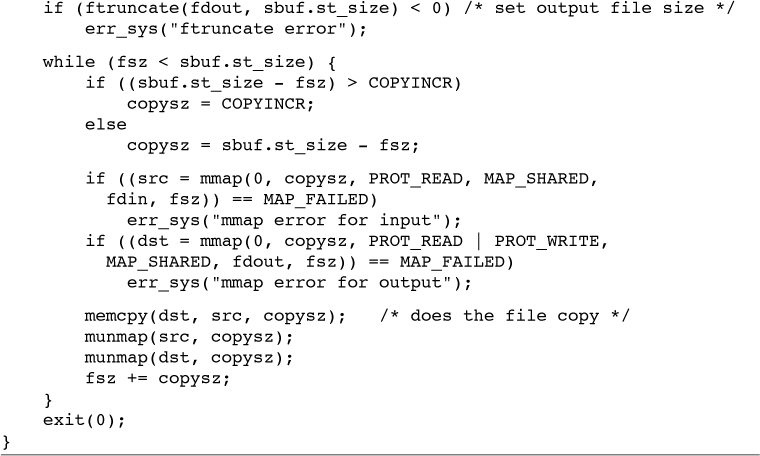 if (ftruncate(fdout, sbuf.st_size) < 0) /* set output file size */
err_sys("ftruncate error");
while (fsz < sbuf.st_size) {
if ((sbuf.st_size - fsz) > COPYINCR)
copysz = COPYINCR;
else
copysz = sbuf.st_size - fsz;
if ((src = mmap(0, copysz, PROT_READ, MAP_SHARED,
fdin, fsz)) == MAP_FAILED)
err_sys("mmap error for input");
if ((dst = mmap(0, copysz, PROT_READ | PROT_WRITE,
MAP_SHARED, fdout, fsz)) == MAP_FAILED)
err_sys("mmap error for output");
memcpy(dst, src, copysz); /* does the file copy */
munmap(src, copysz);
munmap(dst, copysz);
fsz += copysz;
}
exit(0);
}